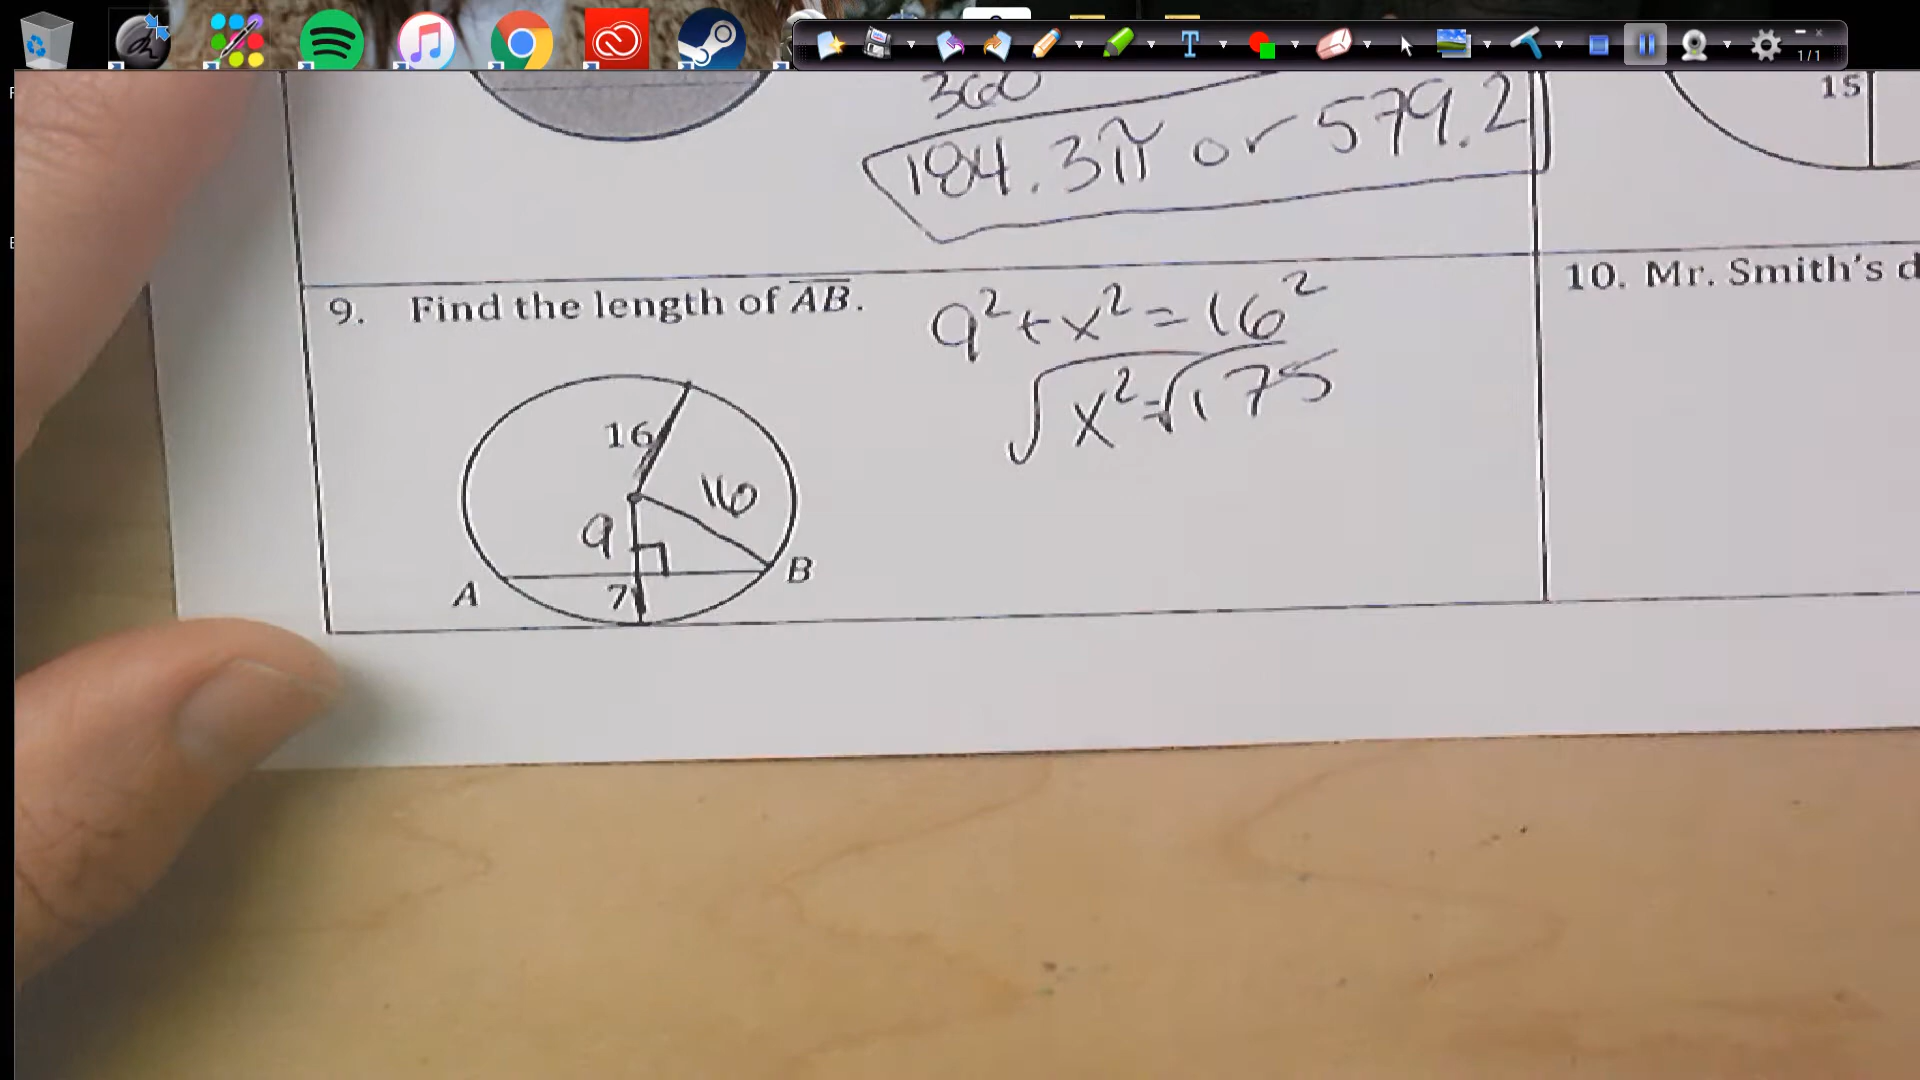 1/1
360
184.3π or 579.2
15
9. Find the length of AB.
9² + x² = 16²
√x² = √175
16
16
9
A
7
B
10. Mr. Smith's d